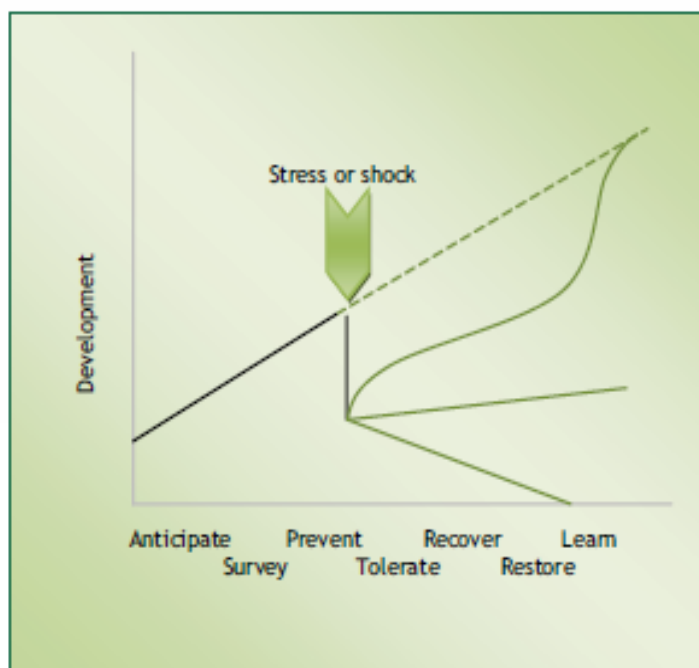 Stress or shock
Development
Anticipate Prevent Recover Learn
Survey Tolerate Restore